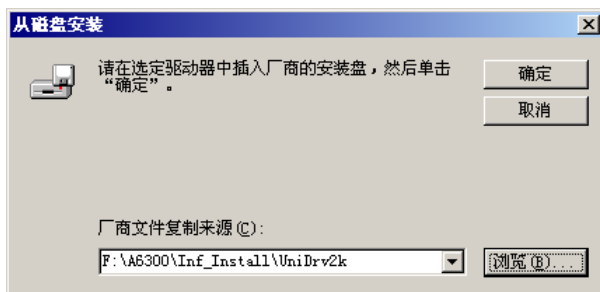 从磁盘安装
请在选定驱动器中插入厂商的安装盘，然后单击
“确定”。
确定
取消
厂商文件复制来源(C):
F:\A6300\Inf_Install\UniDrv2k
浏览(B)...